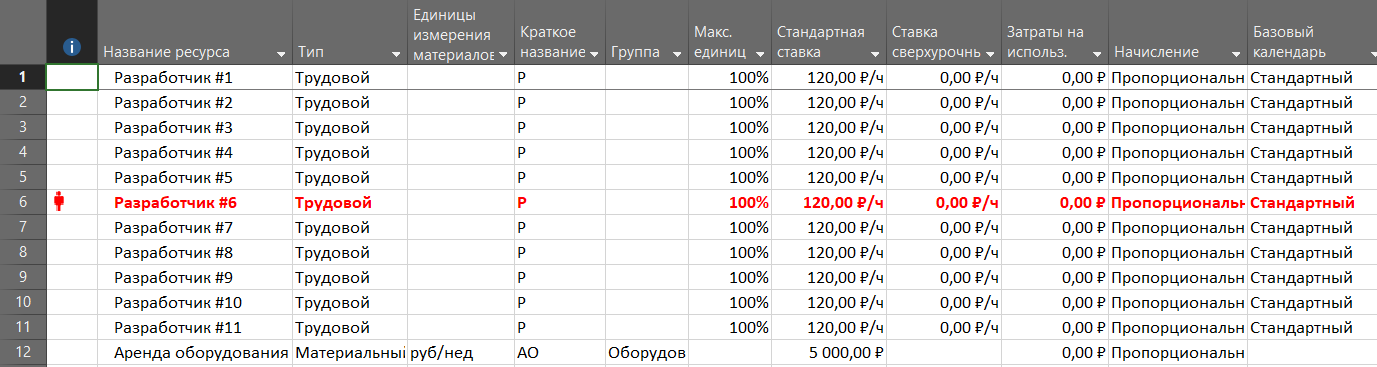 Название ресурса Тип Единицы измерения материалов Краткое название Группа Макс. единиц Стандартная ставка Ставка сверхурочнь Затраты на использ. Начисление Базовый календарь
1 Разработчик #1 Трудовой Р 100% 120,00 ₽/ч 0,00 ₽/ч 0,00 ₽ Пропорциональн Стандартный
2 Разработчик #2 Трудовой Р 100% 120,00 ₽/ч 0,00 ₽/ч 0,00 ₽ Пропорциональн Стандартный
3 Разработчик #3 Трудовой Р 100% 120,00 ₽/ч 0,00 ₽/ч 0,00 ₽ Пропорциональн Стандартный
4 Разработчик #4 Трудовой Р 100% 120,00 ₽/ч 0,00 ₽/ч 0,00 ₽ Пропорциональн Стандартный
5 Разработчик #5 Трудовой Р 100% 120,00 ₽/ч 0,00 ₽/ч 0,00 ₽ Пропорциональн Стандартный
6 Разработчик #6 Трудовой Р 100% 120,00 ₽/ч 0,00 ₽/ч 0,00 ₽ Пропорциональн Стандартный
7 Разработчик #7 Трудовой Р 100% 120,00 ₽/ч 0,00 ₽/ч 0,00 ₽ Пропорциональн Стандартный
8 Разработчик #8 Трудовой Р 100% 120,00 ₽/ч 0,00 ₽/ч 0,00 ₽ Пропорциональн Стандартный
9 Разработчик #9 Трудовой Р 100% 120,00 ₽/ч 0,00 ₽/ч 0,00 ₽ Пропорциональн Стандартный
10 Разработчик #10 Трудовой Р 100% 120,00 ₽/ч 0,00 ₽/ч 0,00 ₽ Пропорциональн Стандартный
11 Разработчик #11 Трудовой Р 100% 120,00 ₽/ч 0,00 ₽/ч 0,00 ₽ Пропорциональн Стандартный
12 Аренда оборудования Материальный руб/нед АО Оборудов 5 000,00 ₽ 0,00 ₽ Пропорциональн